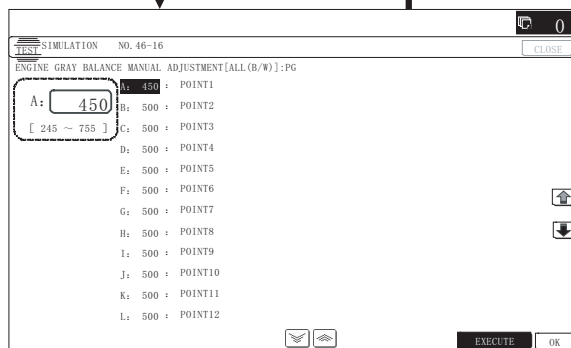 0
TEST SIMULATION NO.46-16
CLOSE
ENGINE GRAY BALANCE MANUAL ADJUSTMENT[ALL(B/W)]:PG
A: 450
[ 245 ～ 755 ]
A: 450 : POINT1
B: 500 : POINT2
C: 500 : POINT3
D: 500 : POINT4
E: 500 : POINT5
F: 500 : POINT6
G: 500 : POINT7
H: 500 : POINT8
I: 500 : POINT9
J: 500 : POINT10
K: 500 : POINT11
L: 500 : POINT12
EXECUTE OK